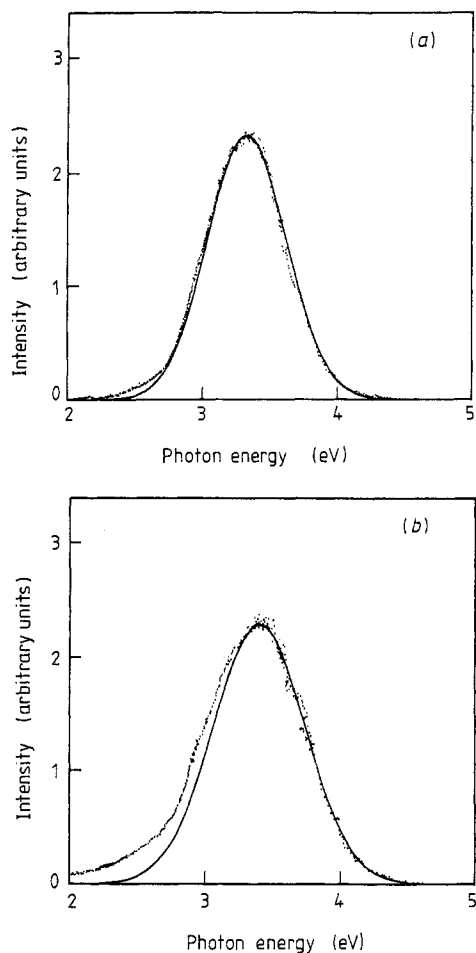 (a)
3
2
1
0
Intensity (arbitrary units)
2 3 4 5
Photon energy (eV)
(b)
3
2
1
0
Intensity (arbitrary units)
2 3 4 5
Photon energy (eV)